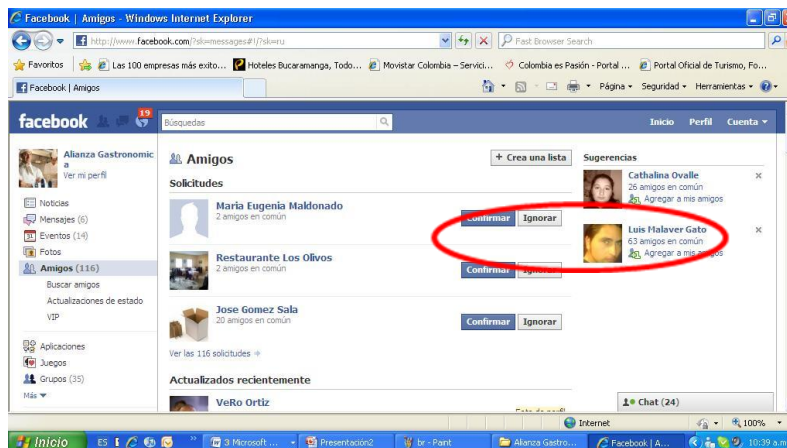 Facebook | Amigos - Windows Internet Explorer
http://www.facebook.com/?sk=messages#!/?sk=ru
Fast Browser Search
Favoritos
Las 100 empresas más exito...
Hoteles Bucaramanga, Todo...
Movistar Colombia – Servici...
Colombia es Pasión - Portal ...
Portal Oficial de Turismo, Fo...
Facebook | Amigos
Página
Seguridad
Herramientas
facebook
19
Búsquedas
Inicio
Perfil
Cuenta
Alianza Gastronomic
a
Ver mi perfil
Noticias
Mensajes (6)
Eventos (14)
Fotos
Amigos (116)
Buscar amigos
Actualizaciones de estado
VIP
Aplicaciones
Juegos
Grupos (35)
Más
Amigos
+ Crea una lista
Solicitudes
Maria Eugenia Maldonado
2 amigos en común
Confirmar
Ignorar
Restaurante Los Olivos
2 amigos en común
Confirmar
Ignorar
Jose Gomez Sala
20 amigos en común
Confirmar
Ignorar
Ver las 116 solicitudes
Actualizados recientemente
VeRo Ortiz
Sugerencias
Cathalina Ovalle
26 amigos en común
Agregar a mis amigos
Luis Malaver Gato
63 amigos en común
Agregar a mis amigos
Chat (24)
Internet
100%
Inicio
ES
3 Microsoft ...
Presentación2
br - Paint
Alianza Gastro...
Facebook | A...
10:39 a.m.